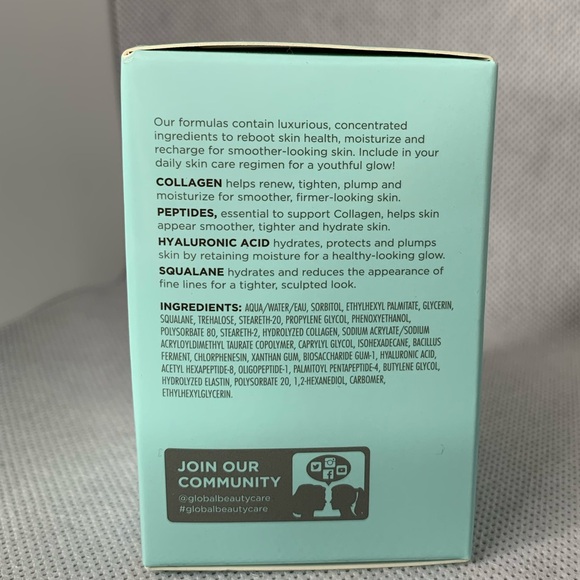 Our formulas contain luxurious, concentrated
ingredients to reboot skin health, moisturize and
recharge for smoother-looking skin. Include in your
daily skin care regimen for a youthful glow!
COLLAGEN helps renew, tighten, plump and
moisturize for smoother, firmer-looking skin.
PEPTIDES, essential to support Collagen, helps skin
appear smoother, tighter and hydrate skin.
HYALURONIC ACID hydrates, protects and plumps
skin by retaining moisture for a healthy-looking glow.
SQUALANE hydrates and reduces the appearance of
fine lines for a tighter, sculpted look.
INGREDIENTS: AQUA/WATER/EAU, SORBITOL, ETHYLHEXYL PALMITATE, GLYCERIN,
SQUALANE, TREHALOSE, STEARETH-20, PROPYLENE GLYCOL, PHENOXYETHANOL,
POLYSORBATE 80, STEARETH-2, HYDROLYZED COLLAGEN, SODIUM ACRYLATE/SODIUM
ACRYLOYLDIMETHYL TAURATE COPOLYMER, CAPRYLYL GLYCOL, ISOHEXADECANE, BACILLUS
FERMENT, CHLORPHENESIN, XANTHAN GUM, BIOSACCHARIDE GUM-1, HYALURONIC ACID,
ACETYL HEXAPEPTIDE-8, OLIGOPEPTIDE-1, PALMITOYL PENTAPEPTIDE-4, BUTYLENE GLYCOL,
HYDROLYZED ELASTIN, POLYSORBATE 20, 1,2-HEXANEDIOL, CARBOMER,
ETHYLHEXYLGLYCERIN.
JOIN OUR
COMMUNITY
@globalbeautycare
#globalbeautycare